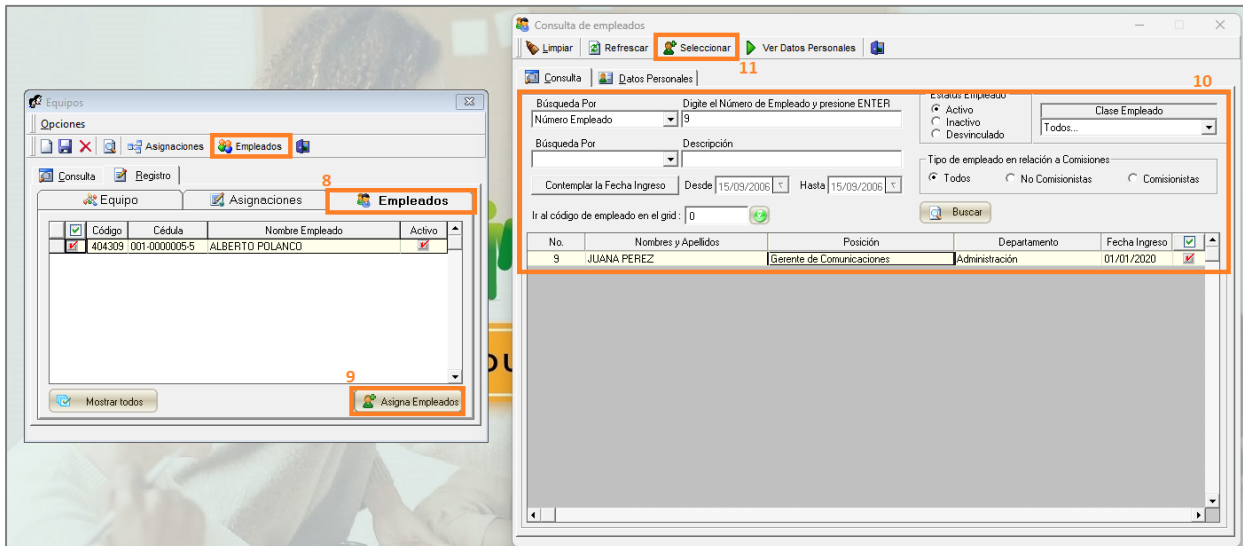 Equipos
Opciones
Asignaciones Empleados
Consulta Registro
8
Equipo Asignaciones Empleados
Código Cédula Nombre Empleado Activo
404309 001-0000005-5 ALBERTO POLANCO
9
Mostrar todos Asigna Empleados
Consulta de empleados
Limpiar Refrescar Seleccionar Ver Datos Personales
11
Consulta Datos Personales
10
Búsqueda Por Digite el Número de Empleado y presione ENTER
Número Empleado 9
Búsqueda Por Descripción
Contemplar la Fecha Ingreso Desde 15/09/2006 Hasta 15/09/2006
Ir al código de empleado en el grid : 0
Estatus Empleado
Activo
Inactivo
Desvinculado
Clase Empleado
Todos...
Tipo de empleado en relación a Comisiones
Todos No Comisionistas Comisionistas
Buscar
No. Nombres y Apellidos Posición Departamento Fecha Ingreso
9 JUANA PEREZ Gerente de Comunicaciones Administración 01/01/2020